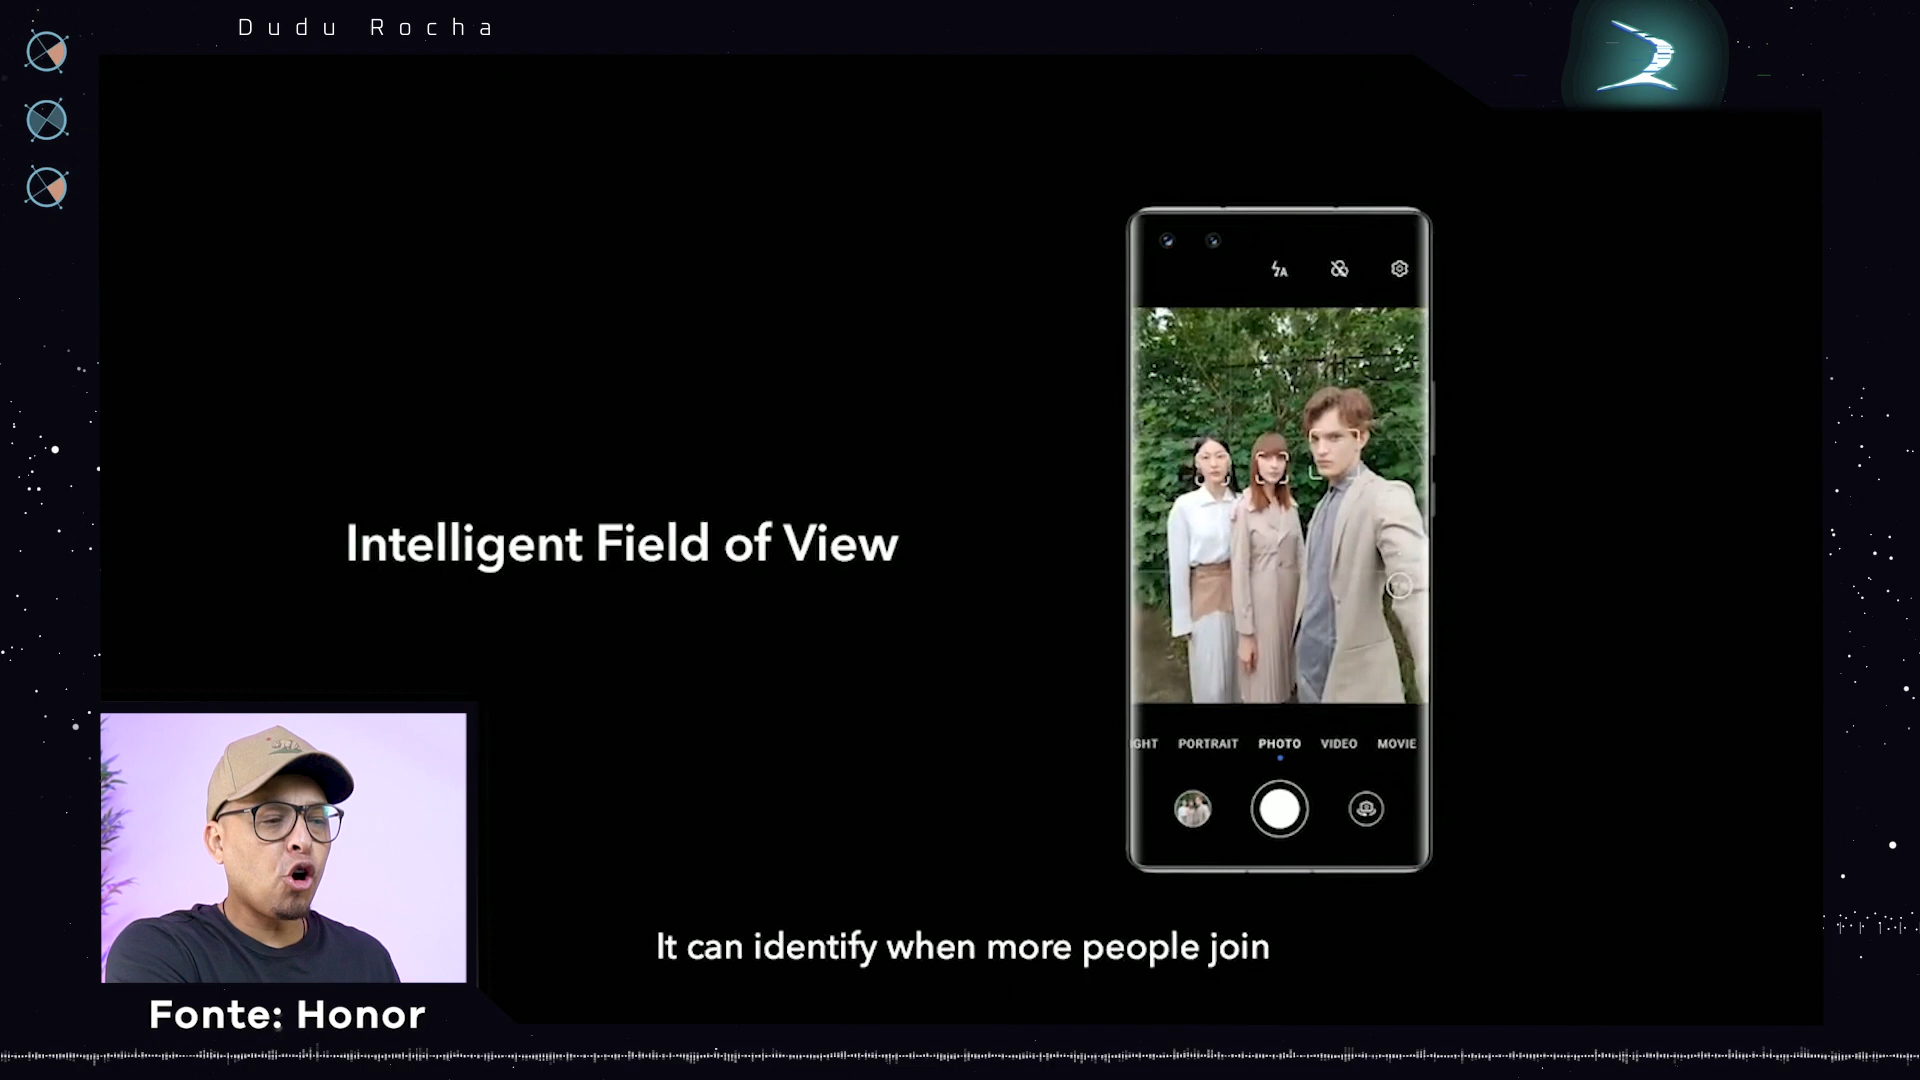 Dudu Rocha
Intelligent Field of View
IGHT PORTRAIT PHOTO VIDEO MOVIE
It can identify when more people join
Fonte: Honor